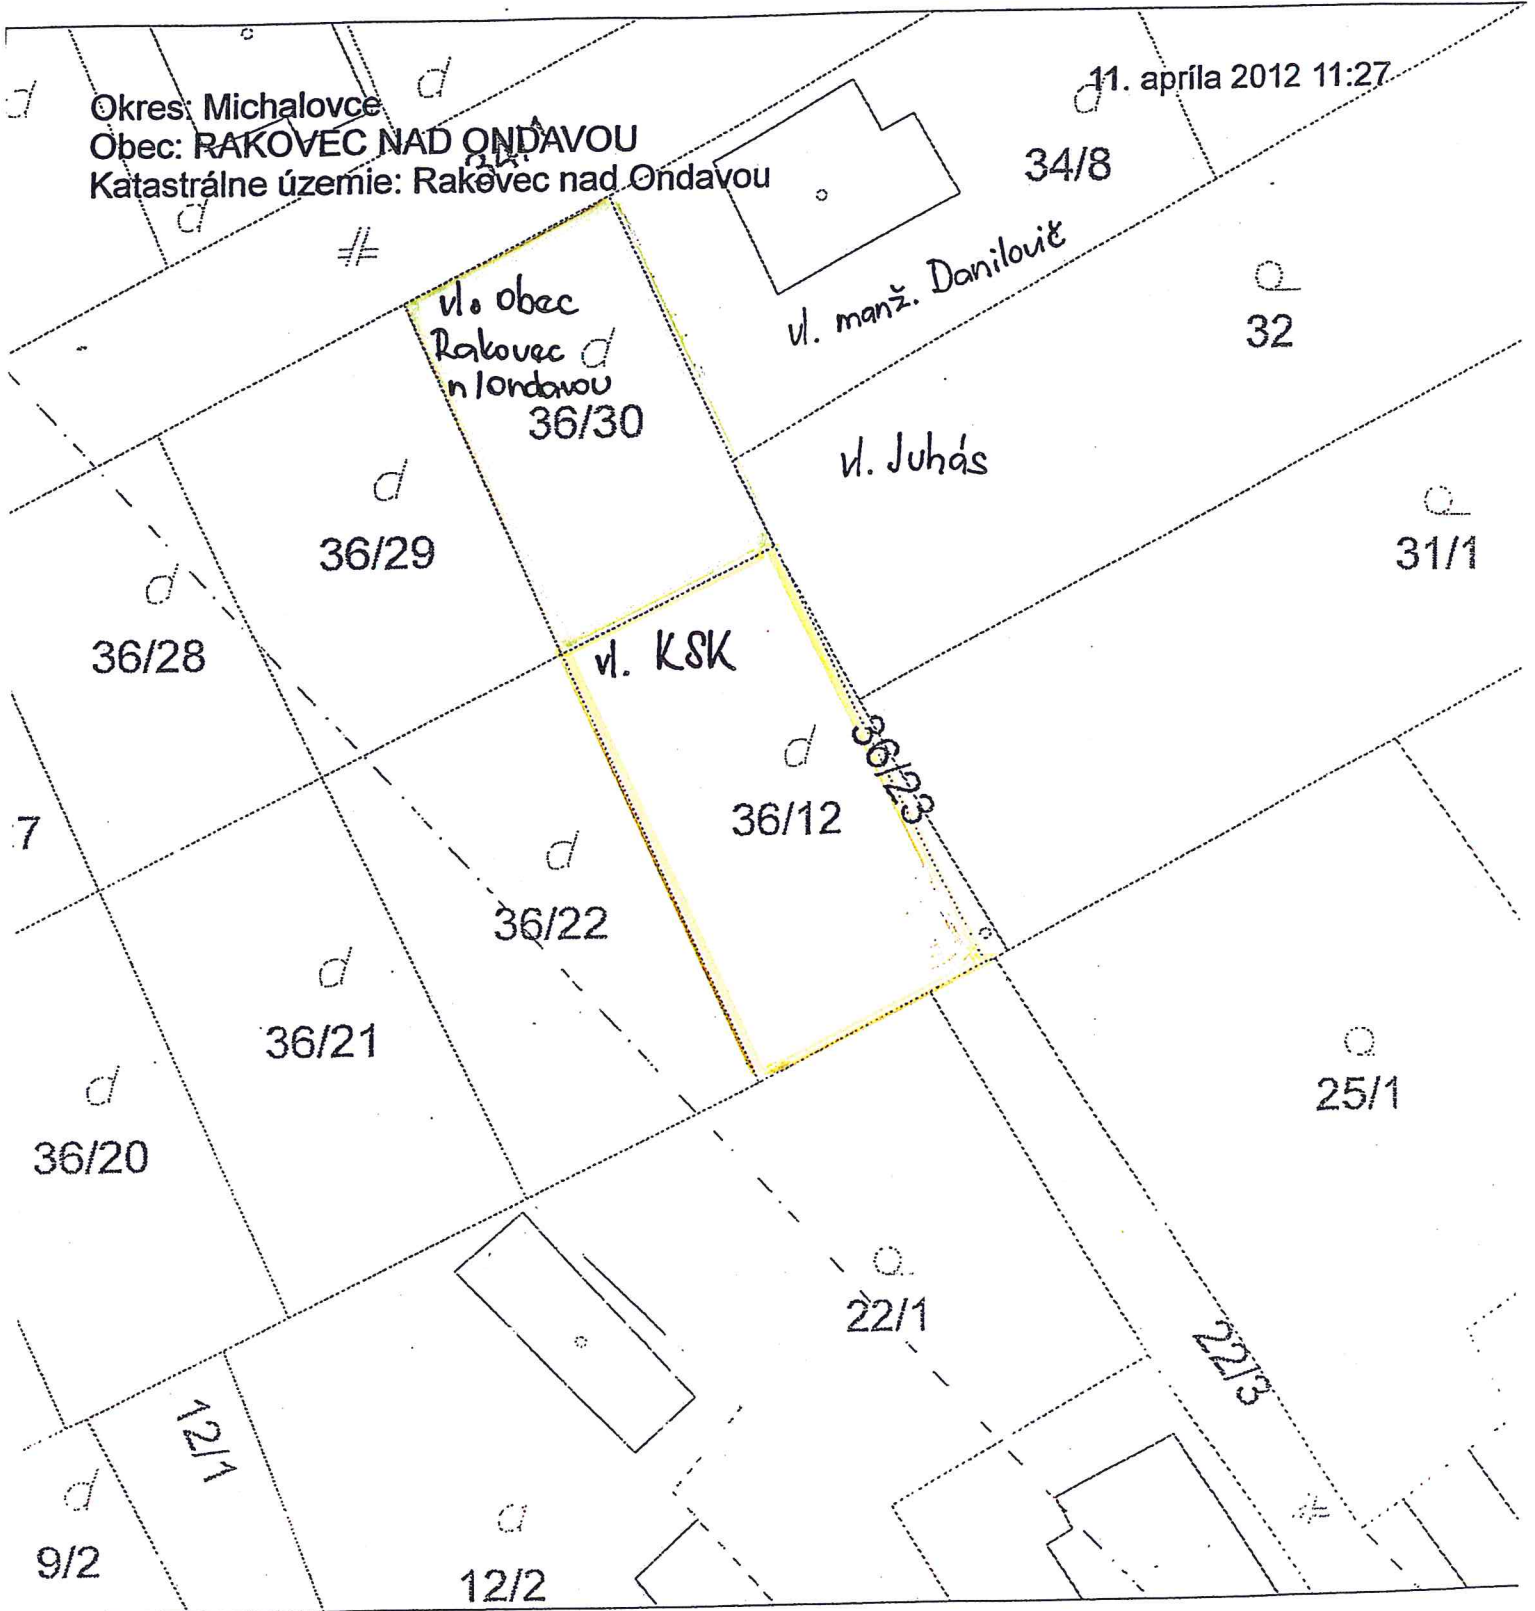 11. apríla 2012 11:27
Okres: Michalovce
Obec: RAKOVEC NAD ONDAVOU
Katastrálne územie: Rakovec nad Ondavou
34/8
vl. manž. Danilovič
32
vl. obec
Rakovec
n/Ondavou
36/30
vl. Juhás
36/29
31/1
36/28
vl. KSK
36/23
36/12
36/22
36/21
25/1
36/20
22/1
22/3
12/1
9/2
12/2